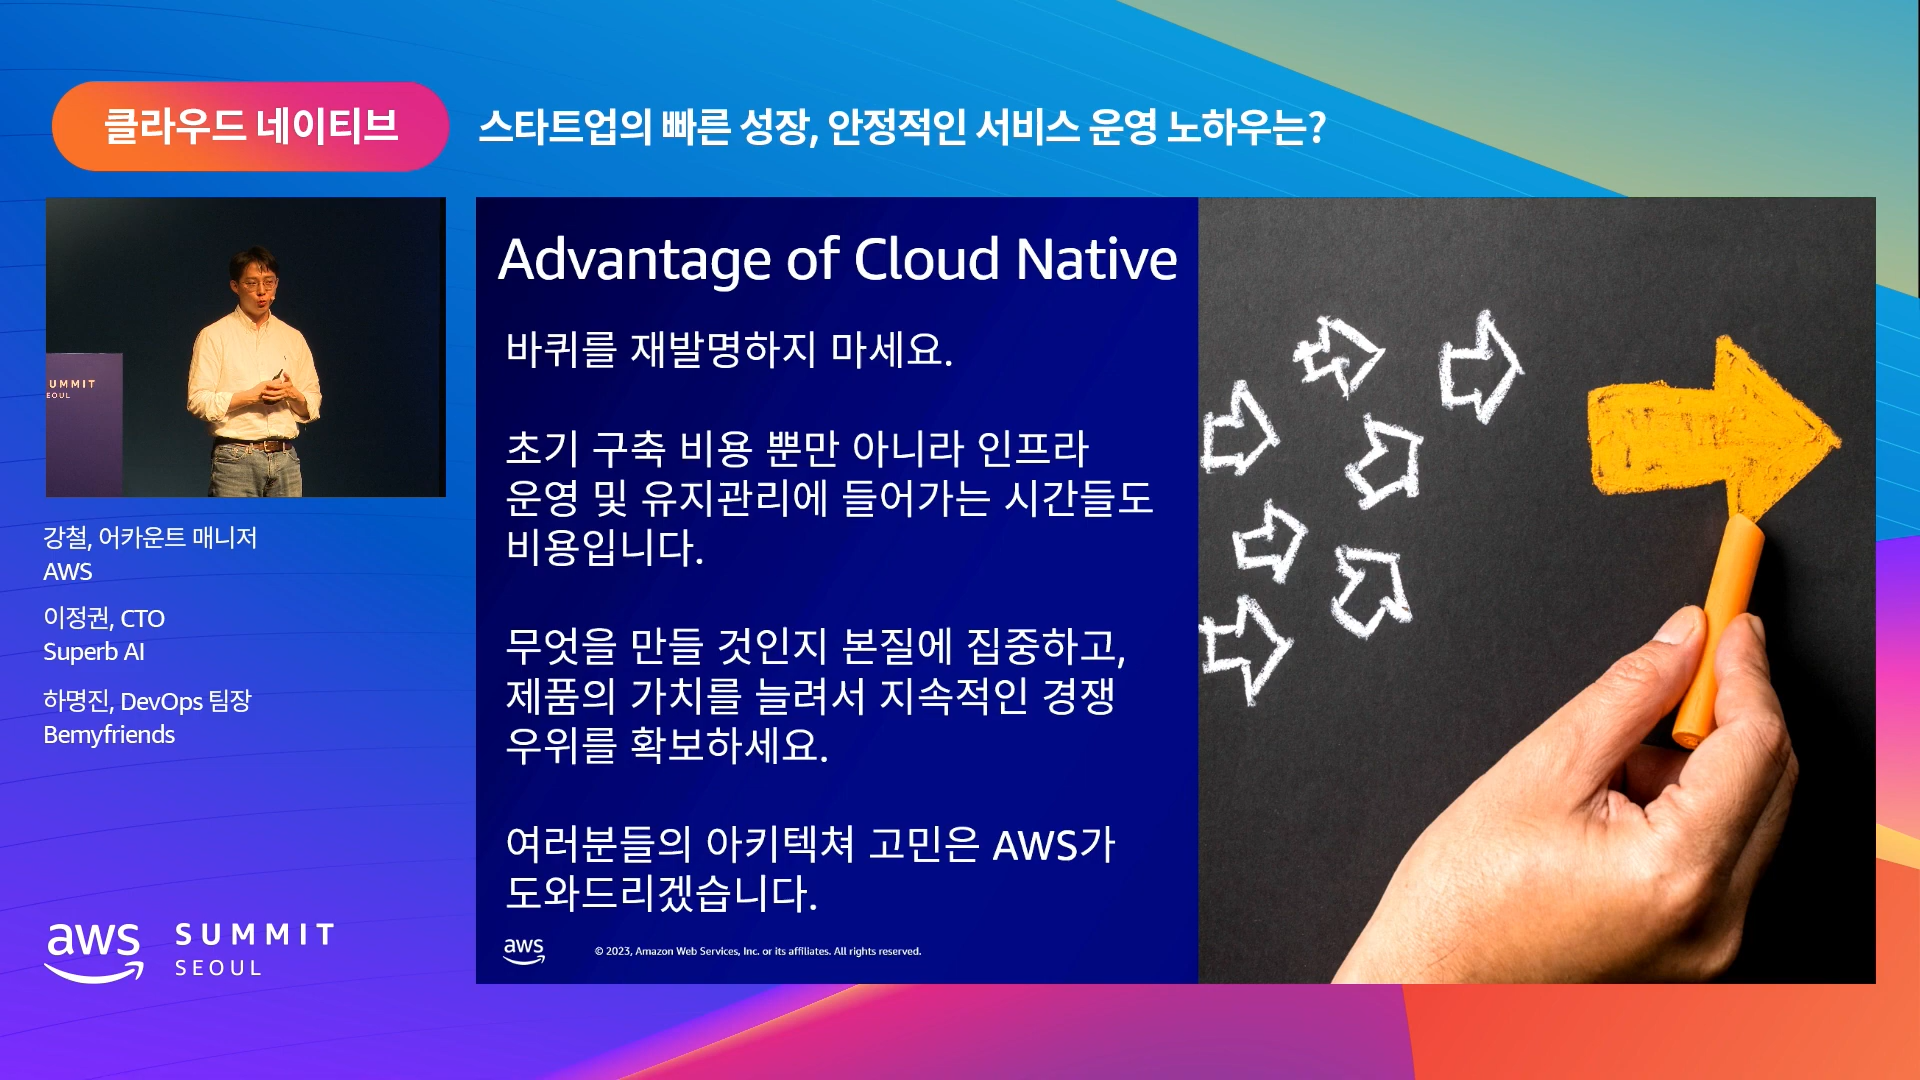 클라우드 네이티브
스타트업의 빠른 성장, 안정적인 서비스 운영 노하우는?
UMMIT
EOUL
강철, 어카운트 매니저
AWS
이정권, CTO
Superb AI
하명진, DevOps 팀장
Bemyfriends
aws SUMMIT
SEOUL
Advantage of Cloud Native
바퀴를 재발명하지 마세요.
초기 구축 비용 뿐만 아니라 인프라
운영 및 유지관리에 들어가는 시간들도
비용입니다.
무엇을 만들 것인지 본질에 집중하고,
제품의 가치를 늘려서 지속적인 경쟁
우위를 확보하세요.
여러분들의 아키텍쳐 고민은 AWS가
도와드리겠습니다.
aws
© 2023, Amazon Web Services, Inc. or its affiliates. All rights reserved.